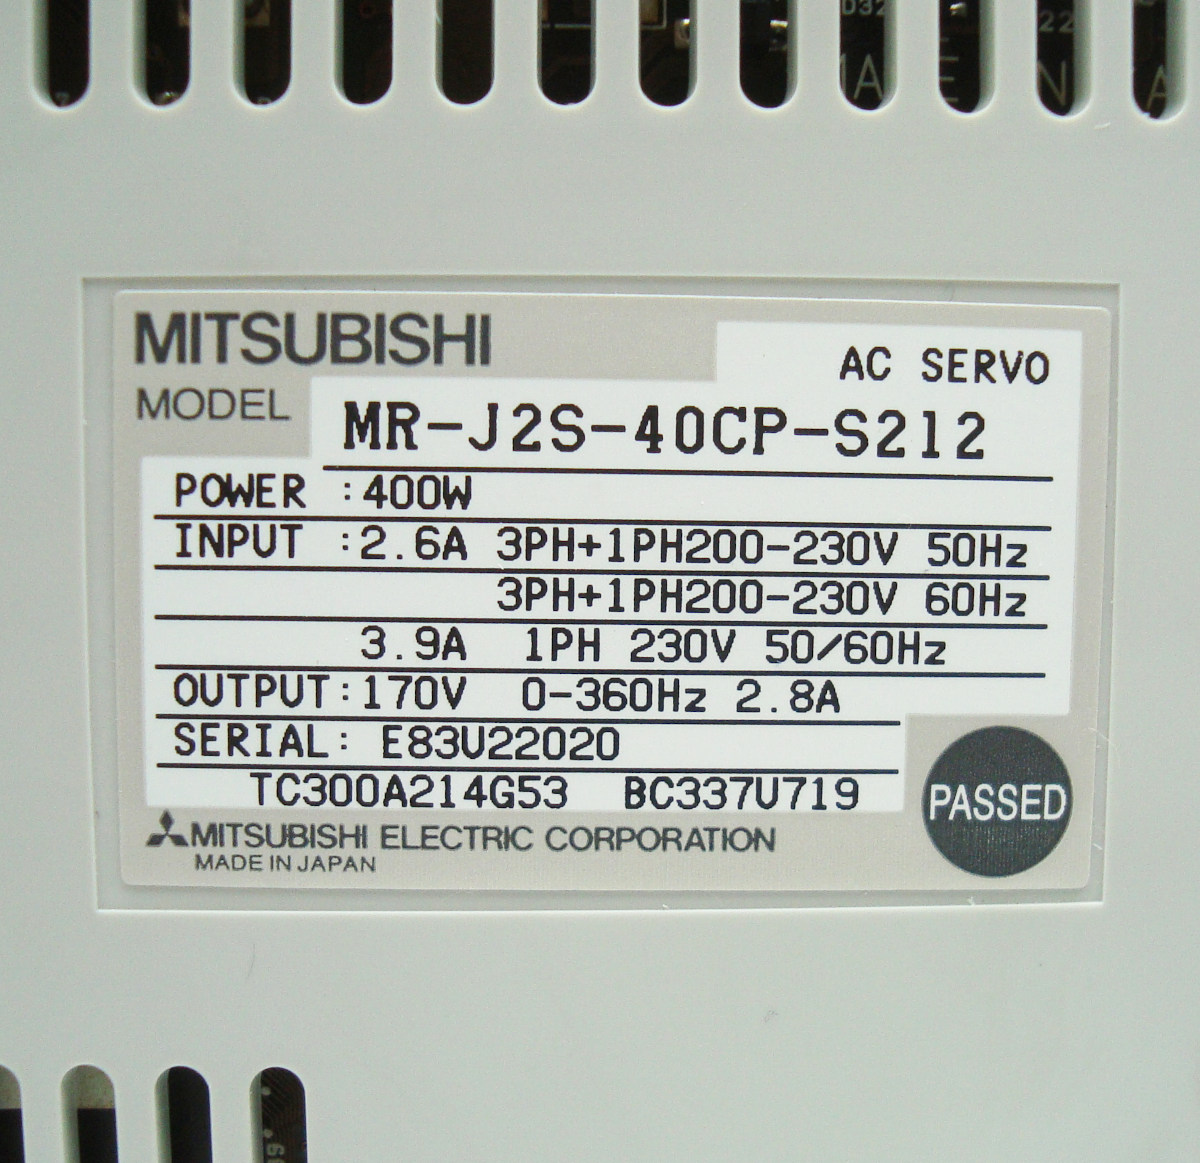 D32
MITSUBISHI
AC SERVO
MODEL MR-J2S-40CP-S212
POWER :400W
INPUT :2.6A 3PH+1PH200-230V 50Hz
3PH+1PH200-230V 60Hz
3.9A 1PH 230V 50/60Hz
OUTPUT:170V 0-360Hz 2.8A
SERIAL: E83U22020
TC300A214G53 BC337U719
PASSED
MITSUBISHI ELECTRIC CORPORATION
MADE IN JAPAN